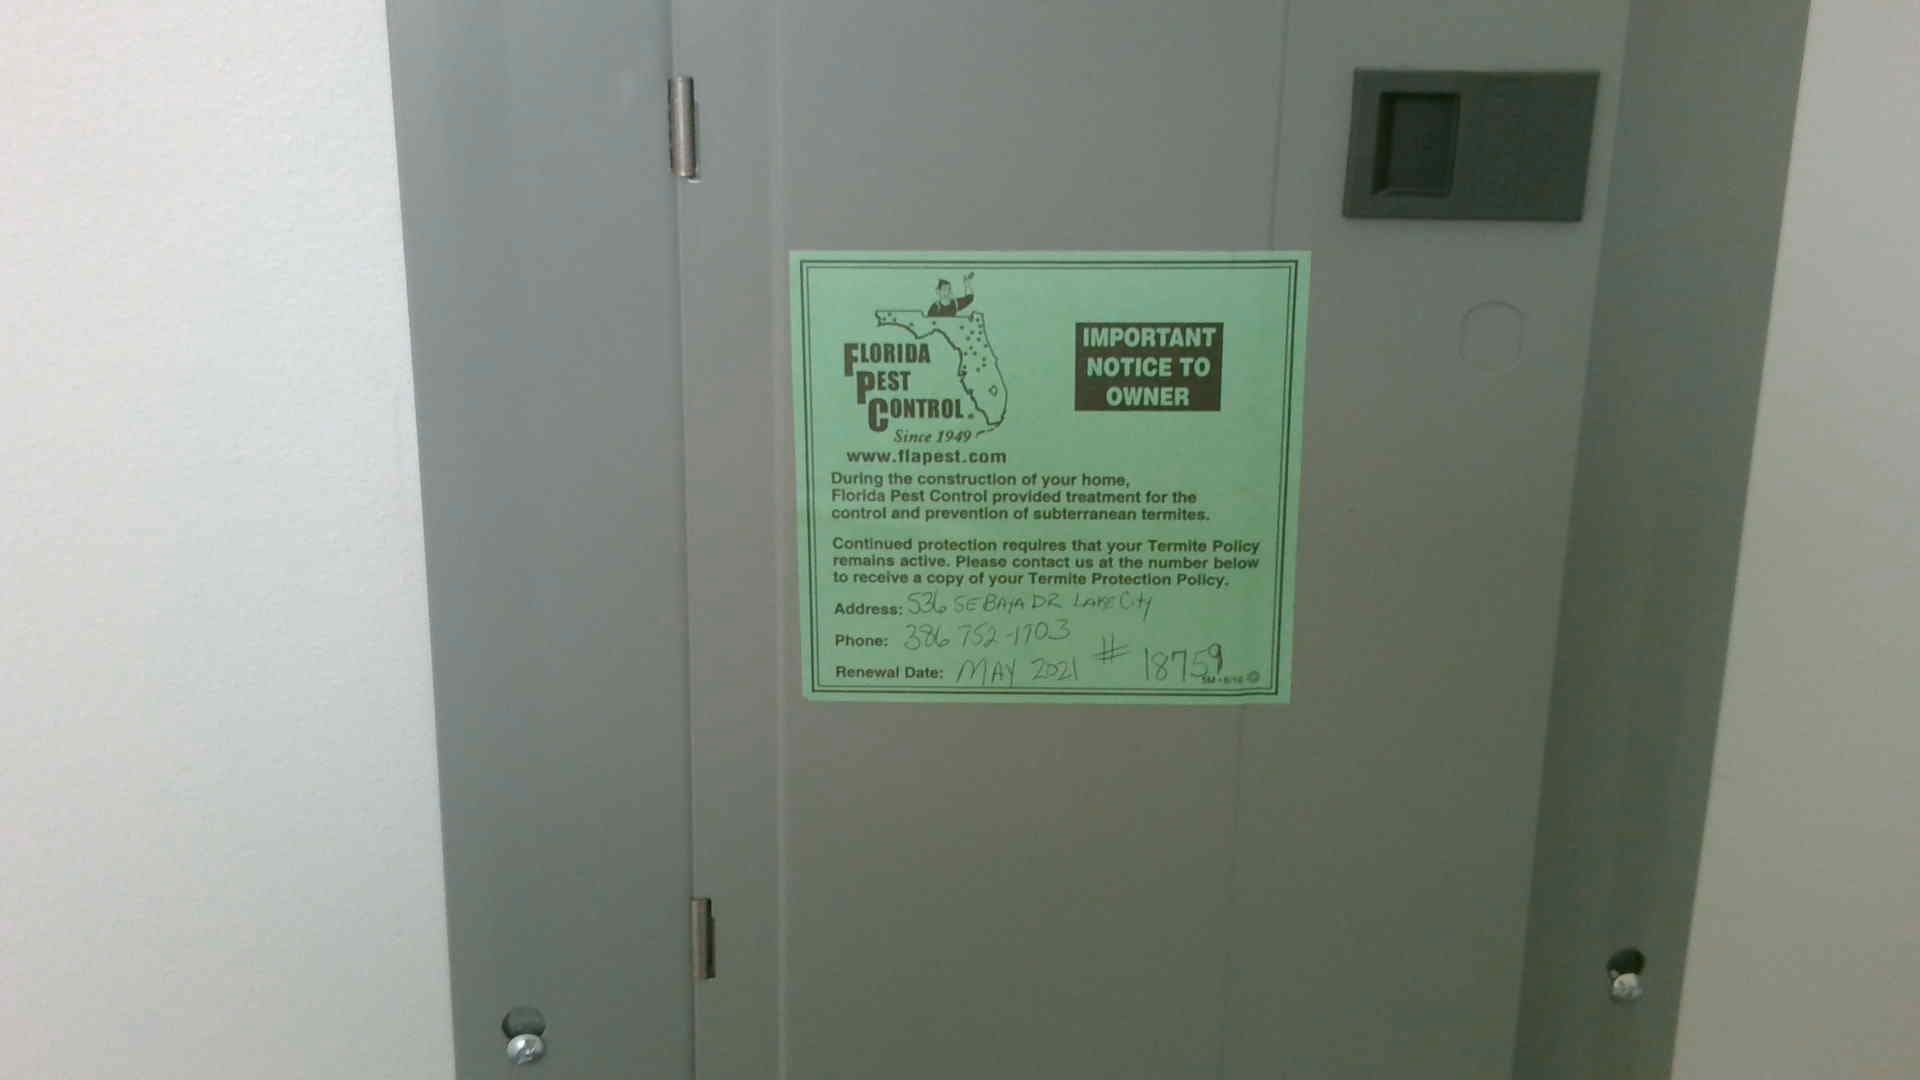 FLORIDA
PEST
CONTROL
Since 1949
www.flapest.com
IMPORTANT
NOTICE TO
OWNER
During the construction of your home,
Florida Pest Control provided treatment for the
control and prevention of subterranean termites.
Continued protection requires that your Termite Policy
remains active. Please contact us at the number below
to receive a copy of your Termite Protection Policy.
Address: 536 SE BAYA DR LAKE City
Phone: 386 752-1703
Renewal Date: MAY 2021 # 18759